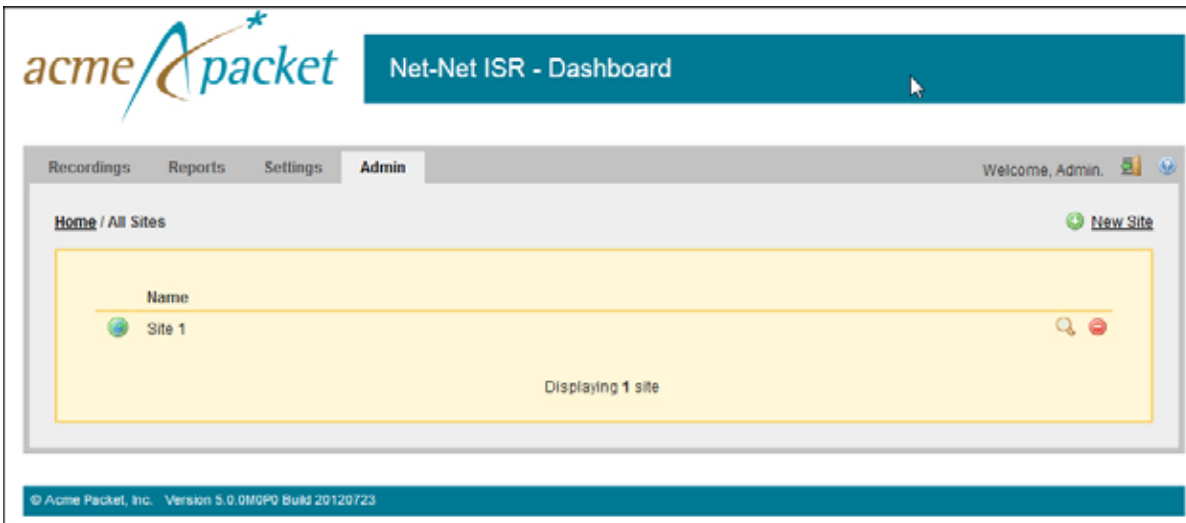 acme packet
Net-Net ISR - Dashboard
Recordings Reports Settings Admin Welcome, Admin.
Home / All Sites New Site
Name
Site 1
Displaying 1 site
© Acme Packet, Inc. Version 5.0.0M0P0 Build 20120723